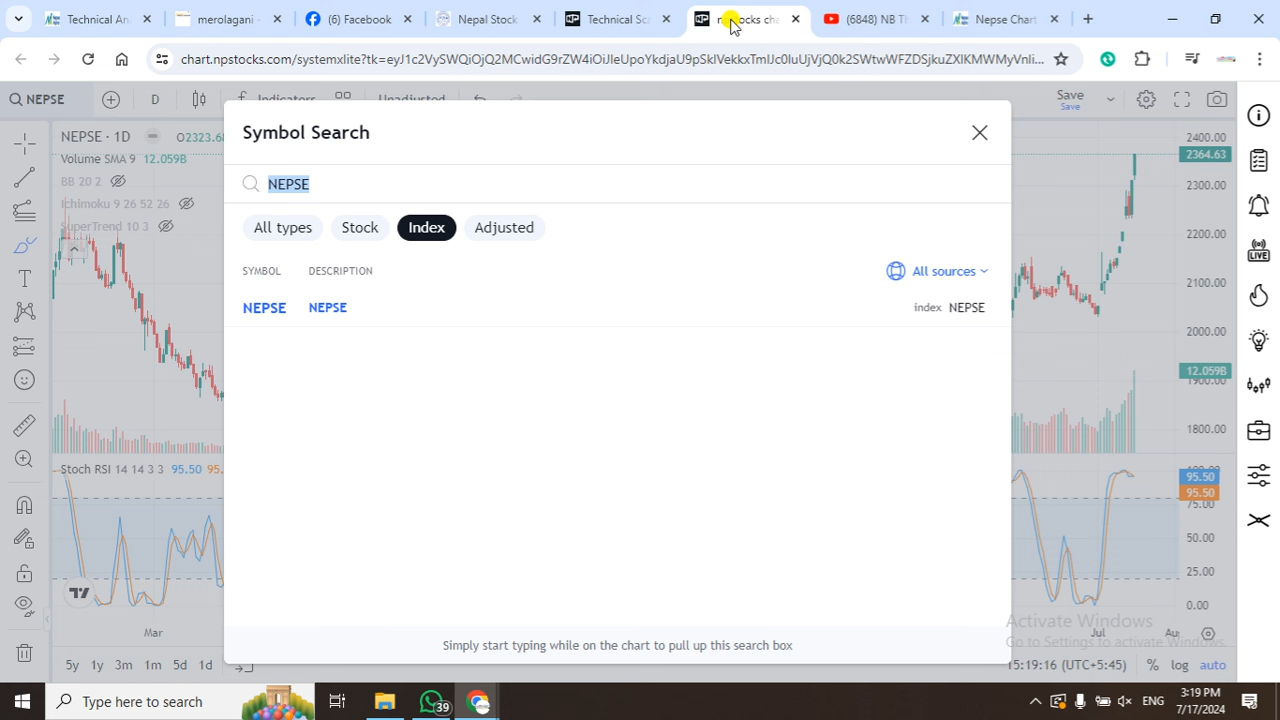 Technical An
merolagani -
(6) Facebook
Nepal Stock
Technical Sc
(6848) NB Th
Nepse Chart
NEPSE
D
Indicators
Unadjusted
Save
Save
NEPSE · 1D
Volume SMA 9 12.059B
BB 20 2
Ichimoku 9 26 52 26
SuperTrend 10 3
Symbol Search
NEPSE
All types
Stock
Index
Adjusted
SYMBOL
DESCRIPTION
All sources
NEPSE
NEPSE
index NEPSE
Simply start typing while on the chart to pull up this search box
2400.00
2364.63
2300.00
2200.00
2100.00
2000.00
12.059B
1900.00
1800.00
LIVE
Stoch RSI 14 14 3 3 95.50
95.50
95.50
75.00
50.00
25.00
0.00
Mar
Jul
Activate Windows
Go to Settings to activate Windows.
5y 1y 3m 1m 5d 1d
15:19:16 (UTC+5:45)
% log auto
Type here to search
39
ENG
3:19 PM
7/17/2024